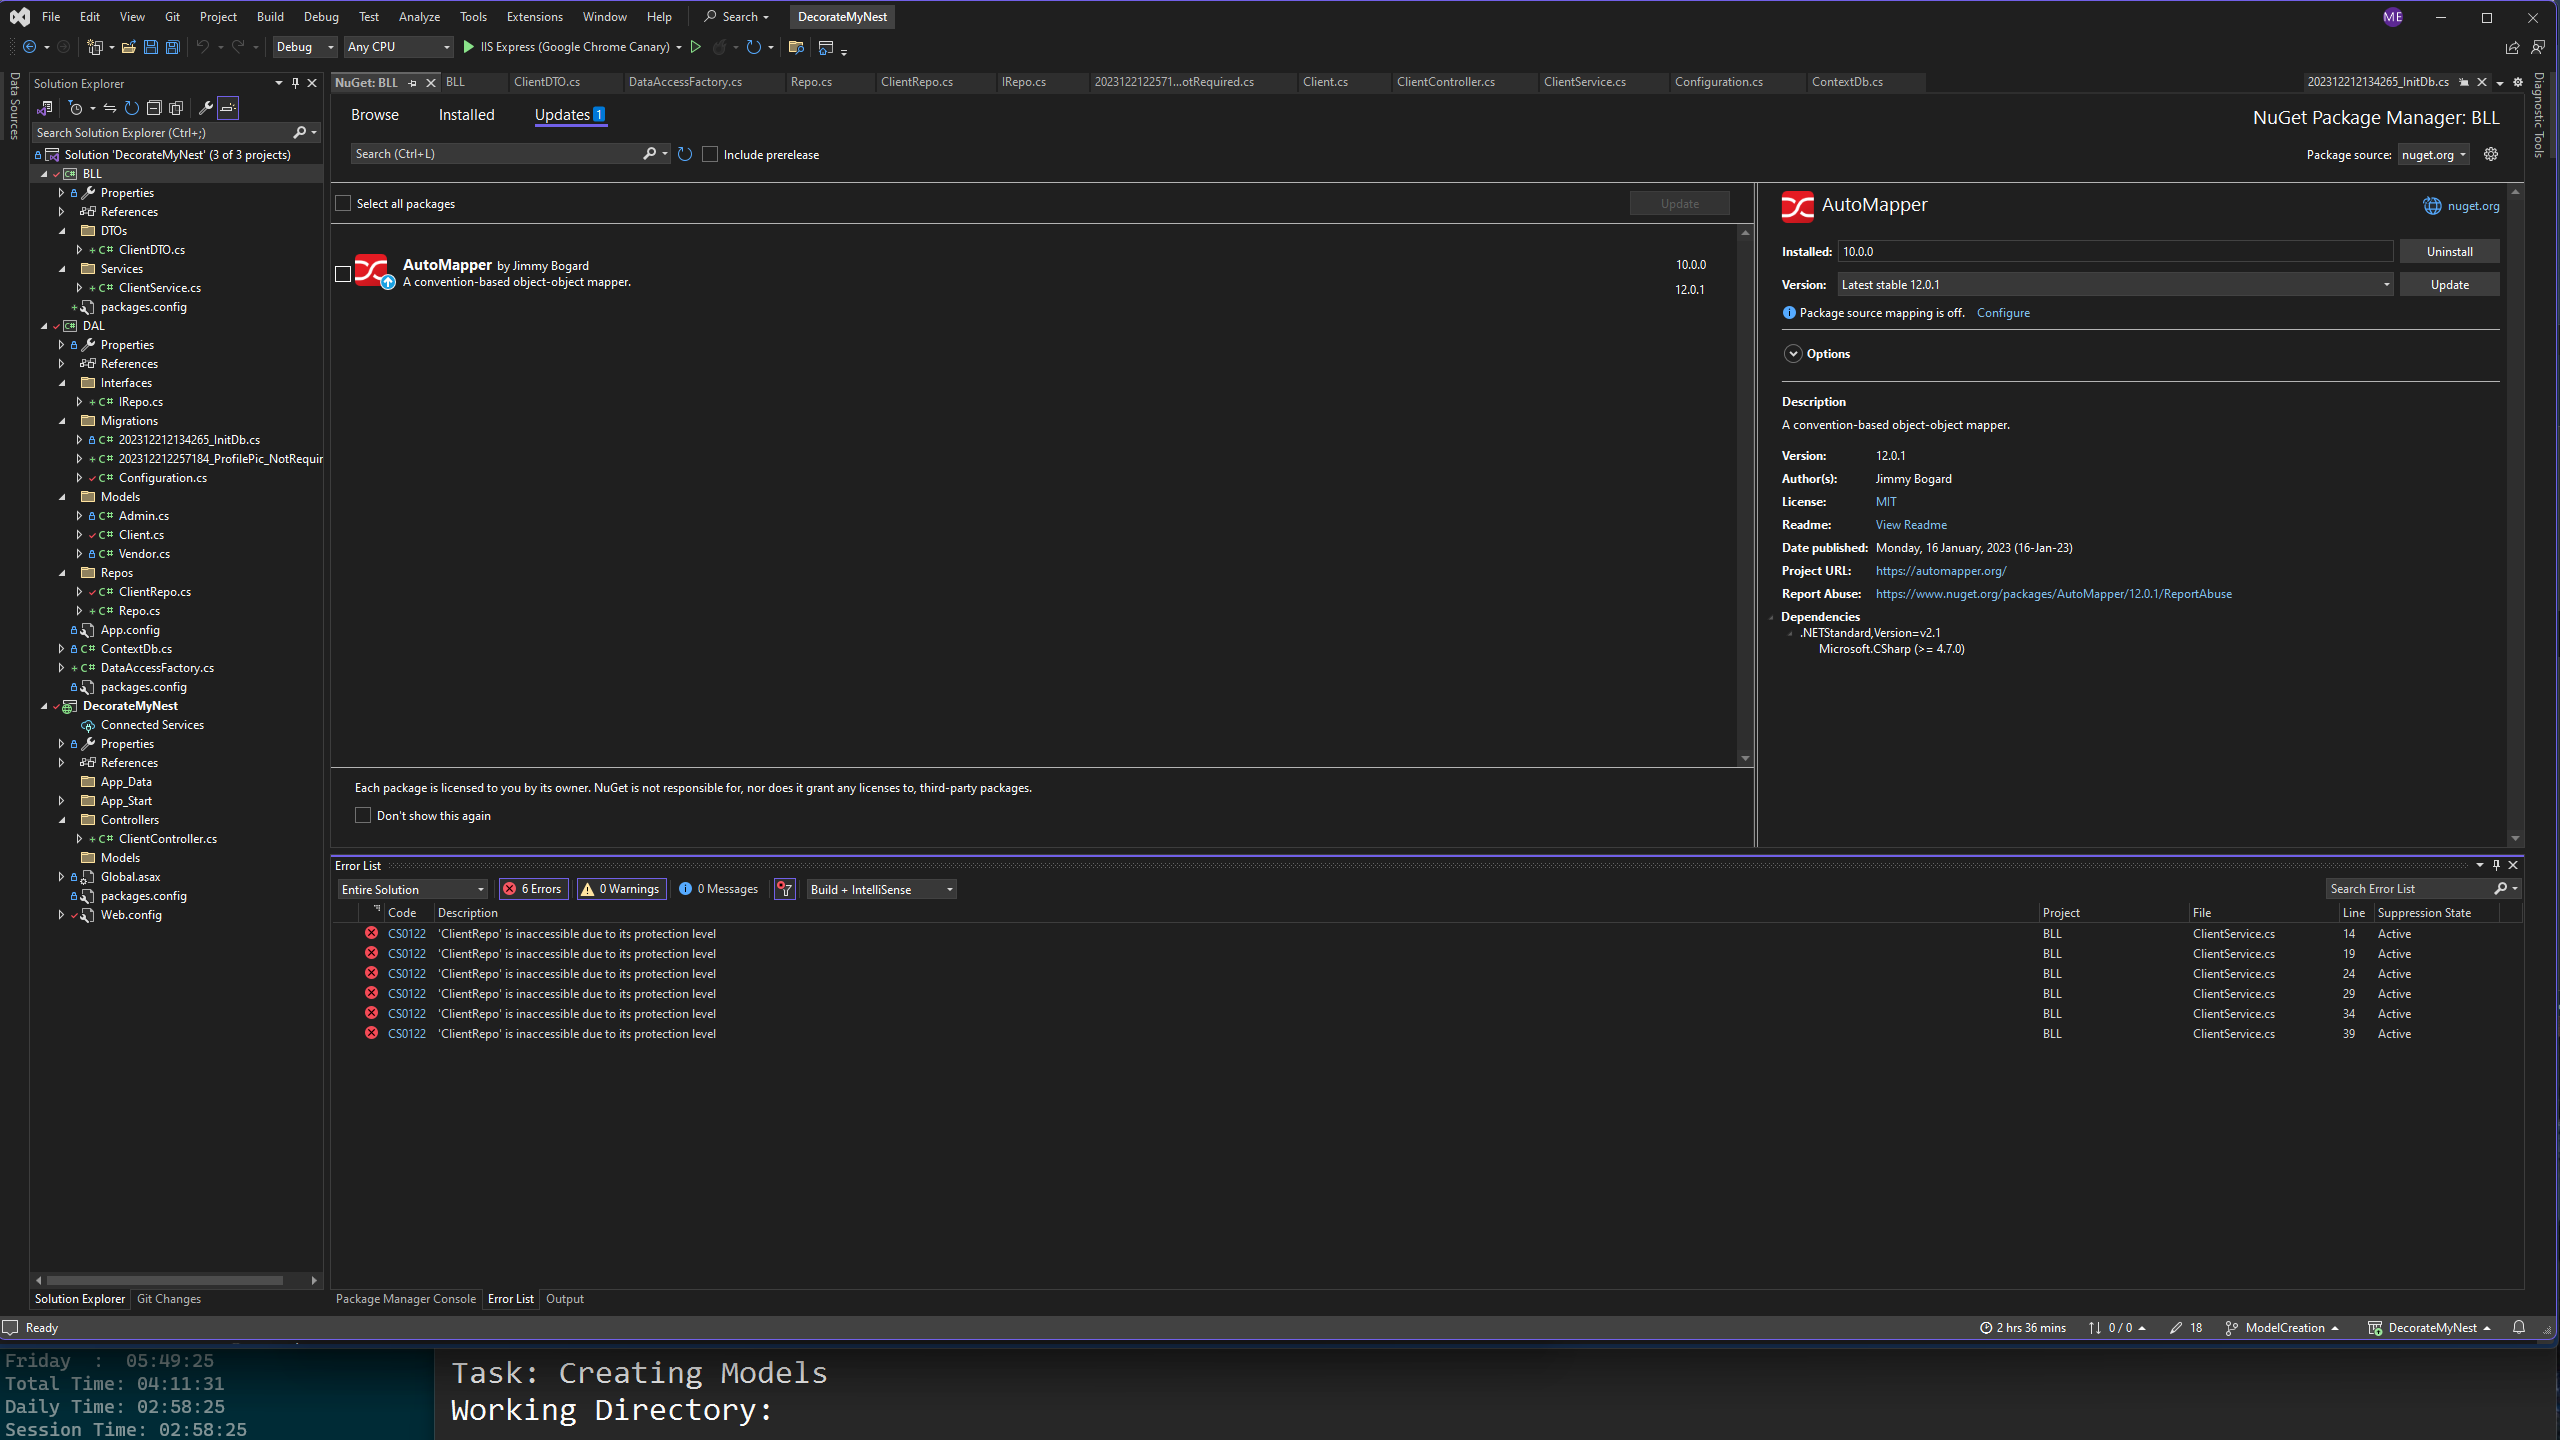 File Edit View Git Project Build Debug Test Analyze Tools Extensions Window Help Search DecorateMyNest ME
Debug Any CPU IIS Express (Google Chrome Canary)
Data Sources
Solution Explorer
Search Solution Explorer (Ctrl+;)
Solution 'DecorateMyNest' (3 of 3 projects)
BLL
Properties
References
DTOs
C# ClientDTO.cs
Services
C# ClientService.cs
packages.config
DAL
Properties
References
Interfaces
C# IRepo.cs
Migrations
C# 202312212134265_InitDb.cs
C# 202312212257184_ProfilePic_NotRequir
C# Configuration.cs
Models
C# Admin.cs
C# Client.cs
C# Vendor.cs
Repos
C# ClientRepo.cs
C# Repo.cs
App.config
C# ContextDb.cs
C# DataAccessFactory.cs
packages.config
DecorateMyNest
Connected Services
Properties
References
App_Data
App_Start
Controllers
C# ClientController.cs
Models
Global.asax
packages.config
Web.config
Solution Explorer Git Changes
NuGet: BLL BLL ClientDTO.cs DataAccessFactory.cs Repo.cs ClientRepo.cs IRepo.cs 2023122122571...otRequired.cs Client.cs ClientController.cs ClientService.cs Configuration.cs ContextDb.cs 202312212134265_InitDb.cs
Browse Installed Updates 1
NuGet Package Manager: BLL
Search (Ctrl+L) Include prerelease
Package source: nuget.org
Select all packages Update
AutoMapper by Jimmy Bogard 10.0.0
A convention-based object-object mapper. 12.0.1
Each package is licensed to you by its owner. NuGet is not responsible for, nor does it grant any licenses to, third-party packages.
Don't show this again
AutoMapper nuget.org
Installed: 10.0.0 Uninstall
Version: Latest stable 12.0.1 Update
Package source mapping is off. Configure
Options
Description
A convention-based object-object mapper.
Version: 12.0.1
Author(s): Jimmy Bogard
License: MIT
Readme: View Readme
Date published: Monday, 16 January, 2023 (16-Jan-23)
Project URL: https://automapper.org/
Report Abuse: https://www.nuget.org/packages/AutoMapper/12.0.1/ReportAbuse
Dependencies
.NETStandard,Version=v2.1
Microsoft.CSharp (>= 4.7.0)
Diagnostic Tools
Error List
Entire Solution 6 Errors 0 Warnings 0 Messages Build + IntelliSense Search Error List
Code Description Project File Line Suppression State
CS0122 'ClientRepo' is inaccessible due to its protection level BLL ClientService.cs 14 Active
CS0122 'ClientRepo' is inaccessible due to its protection level BLL ClientService.cs 19 Active
CS0122 'ClientRepo' is inaccessible due to its protection level BLL ClientService.cs 24 Active
CS0122 'ClientRepo' is inaccessible due to its protection level BLL ClientService.cs 29 Active
CS0122 'ClientRepo' is inaccessible due to its protection level BLL ClientService.cs 34 Active
CS0122 'ClientRepo' is inaccessible due to its protection level BLL ClientService.cs 39 Active
Package Manager Console Error List Output
Ready 2 hrs 36 mins 0 / 0 18 ModelCreation DecorateMyNest
Friday : 05:49:25
Total Time: 04:11:31
Daily Time: 02:58:25
Session Time: 02:58:25
Task: Creating Models
Working Directory: